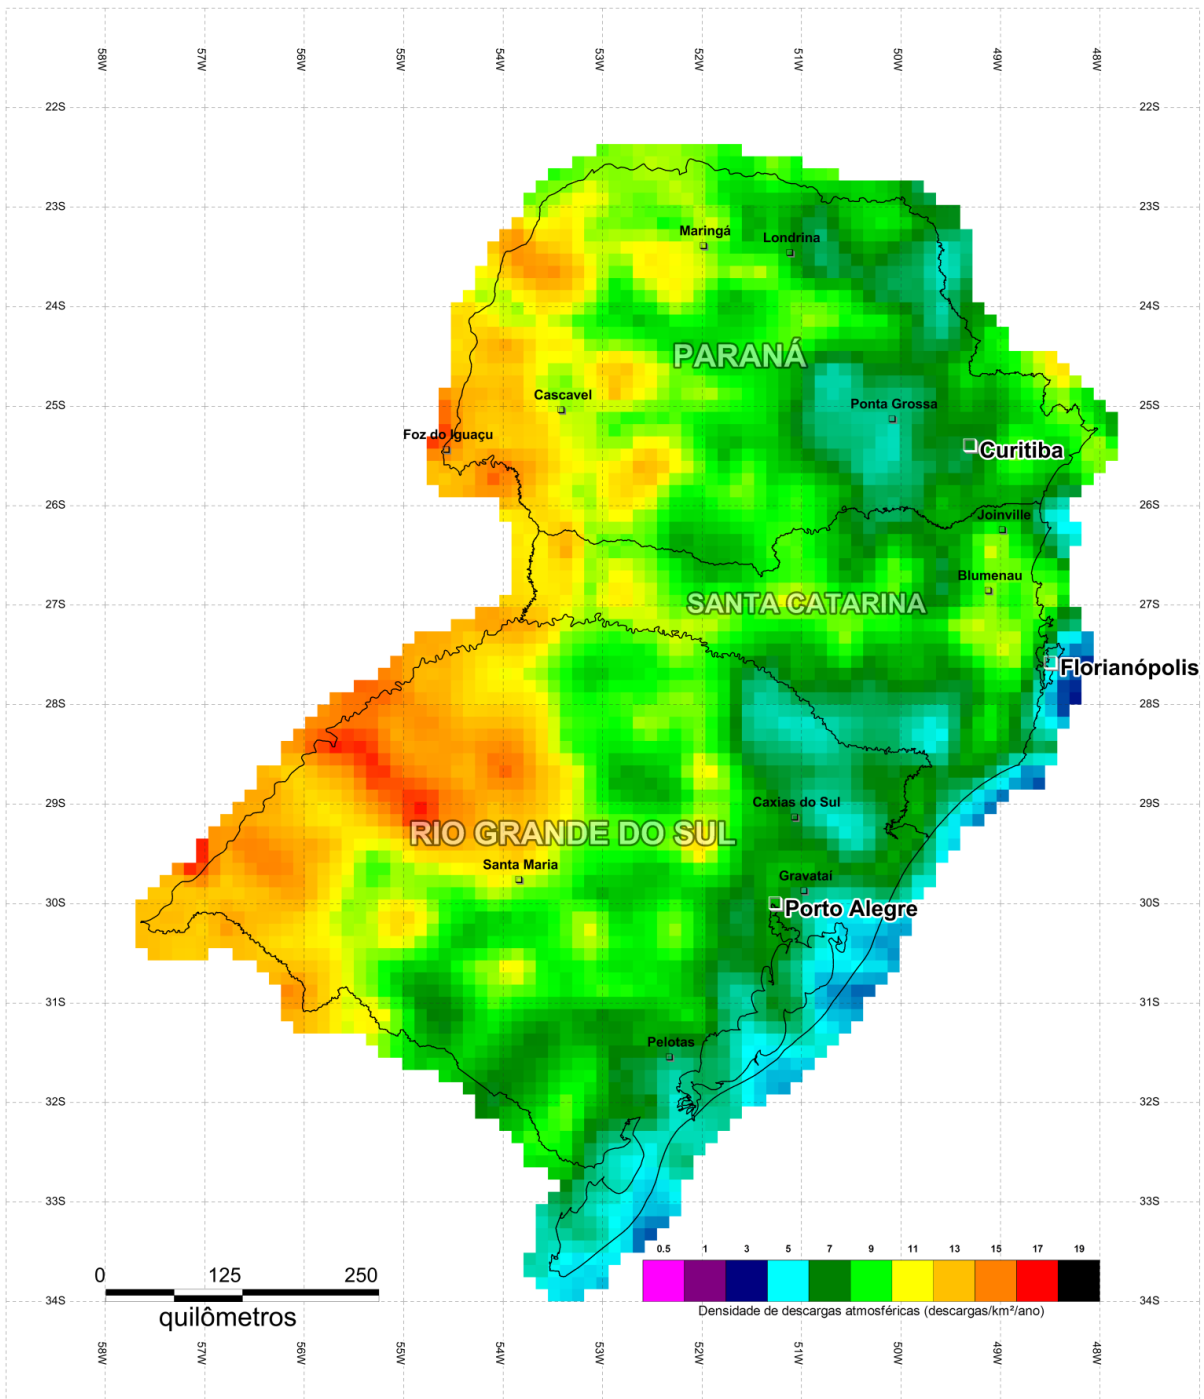 58W 57W 56W 55W 54W 53W 52W 51W 50W 49W 48W
22S 22S
23S 23S
Maringá
Londrina
24S 24S
PARANÁ
Cascavel
Ponta Grossa
25S 25S
Foz do Iguaçu
Curitiba
26S 26S
Joinville
Blumenau
27S 27S
SANTA CATARINA
Florianópolis
28S 28S
29S 29S
Caxias do Sul
RIO GRANDE DO SUL
Santa Maria
Gravataí
30S 30S
Porto Alegre
31S 31S
Pelotas
32S 32S
33S 33S
0.5 1 3 5 7 9 11 13 15 17 19
0 125 250
34S 34S
Densidade de descargas atmosféricas (descargas/km²/ano)
quilômetros
58W 57W 56W 55W 54W 53W 52W 51W 50W 49W 48W